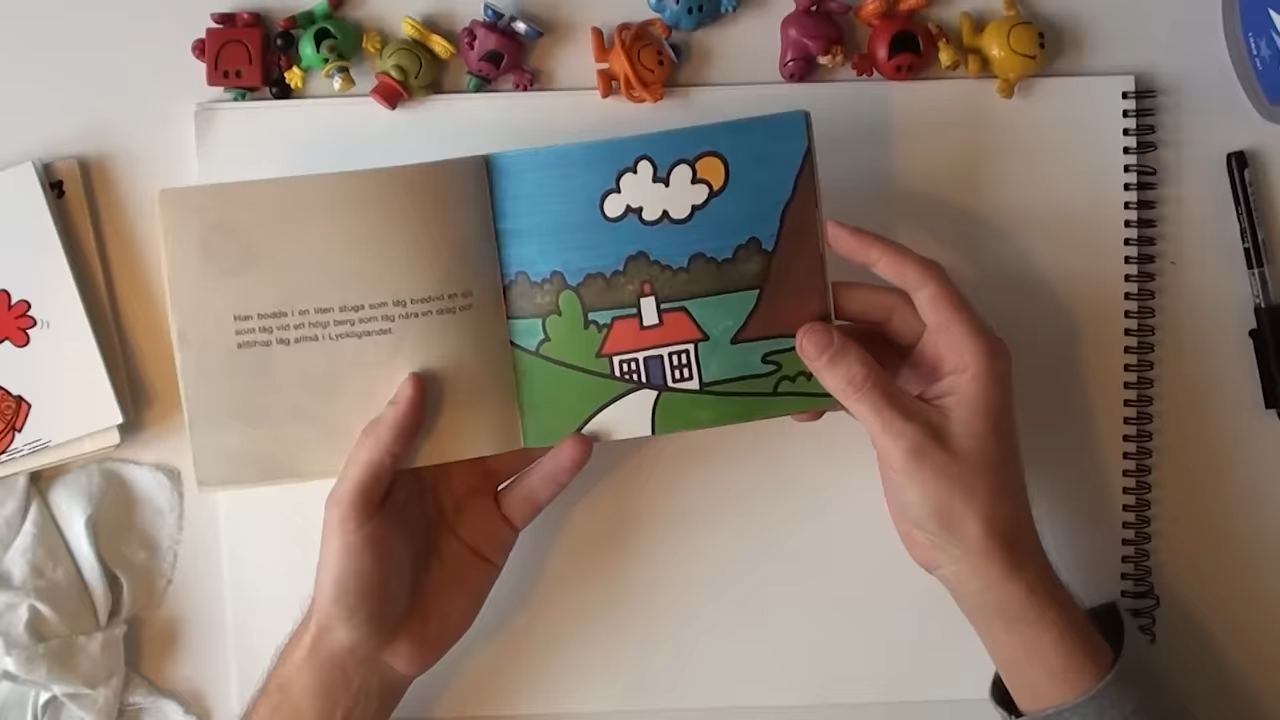 Han bodde i en liten stuga som låg bredvid en sjö
som låg vid ett högt berg som låg nära en skog och
alltihop låg alltså i Lyckliglandet.